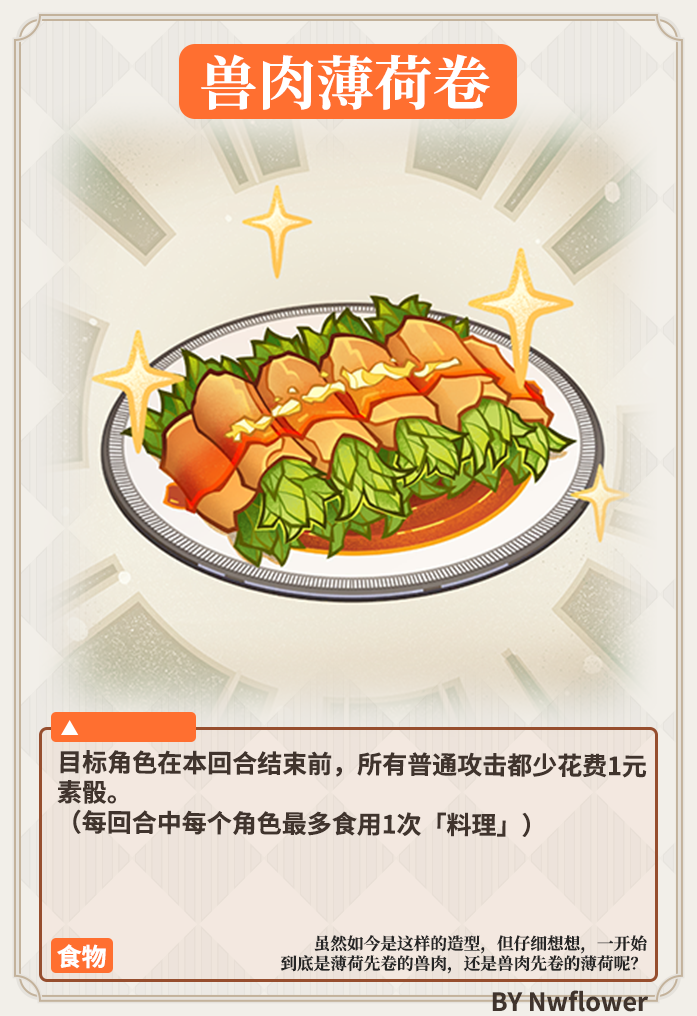 兽肉薄荷卷
目标角色在本回合结束前，所有普通攻击都少花费1元
素骰。
（每回合中每个角色最多食用1次「料理」）
食物
虽然如今是这样的造型，但仔细想想，一开始
到底是薄荷先卷的兽肉，还是兽肉先卷的薄荷呢？
BY Nwflower